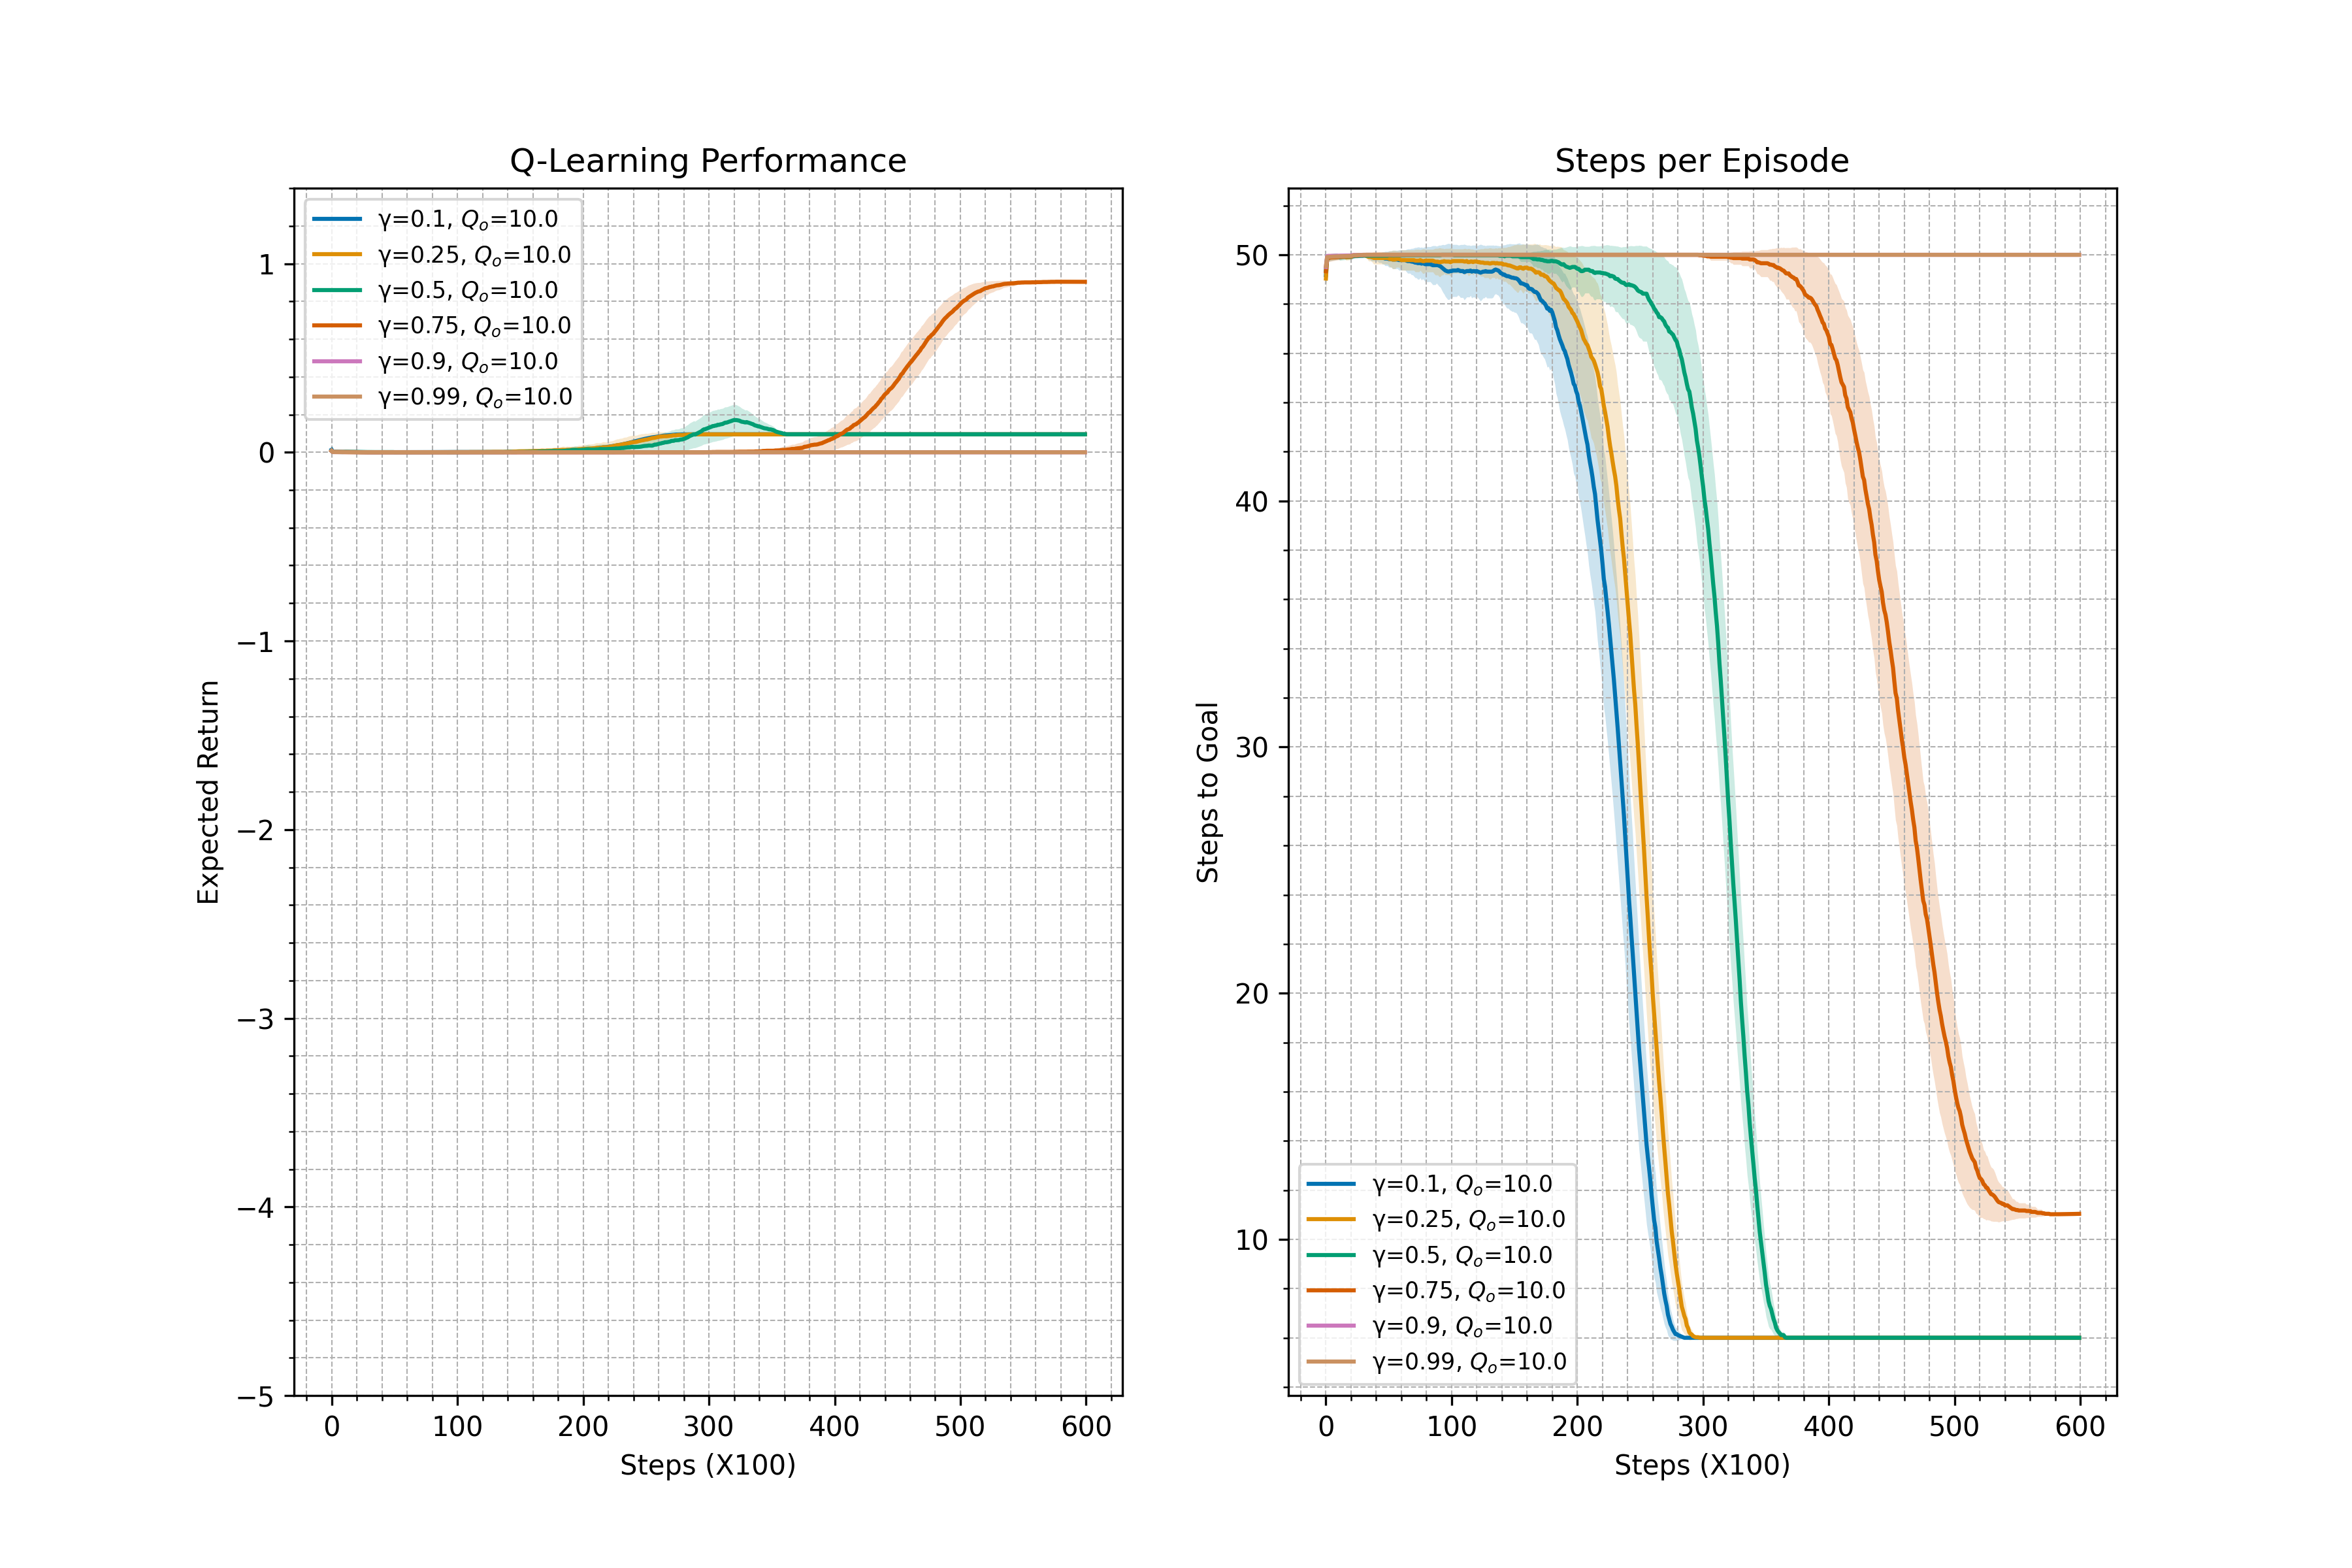 Q-Learning Performance
γ=0.1, Qₒ=10.0
γ=0.25, Qₒ=10.0
γ=0.5, Qₒ=10.0
γ=0.75, Qₒ=10.0
γ=0.9, Qₒ=10.0
γ=0.99, Qₒ=10.0
1
0
−1
−2
−3
−4
−5
Expected Return
0 100 200 300 400 500 600
Steps (X100)
Steps per Episode
50
40
30
20
10
Steps to Goal
γ=0.1, Qₒ=10.0
γ=0.25, Qₒ=10.0
γ=0.5, Qₒ=10.0
γ=0.75, Qₒ=10.0
γ=0.9, Qₒ=10.0
γ=0.99, Qₒ=10.0
0 100 200 300 400 500 600
Steps (X100)